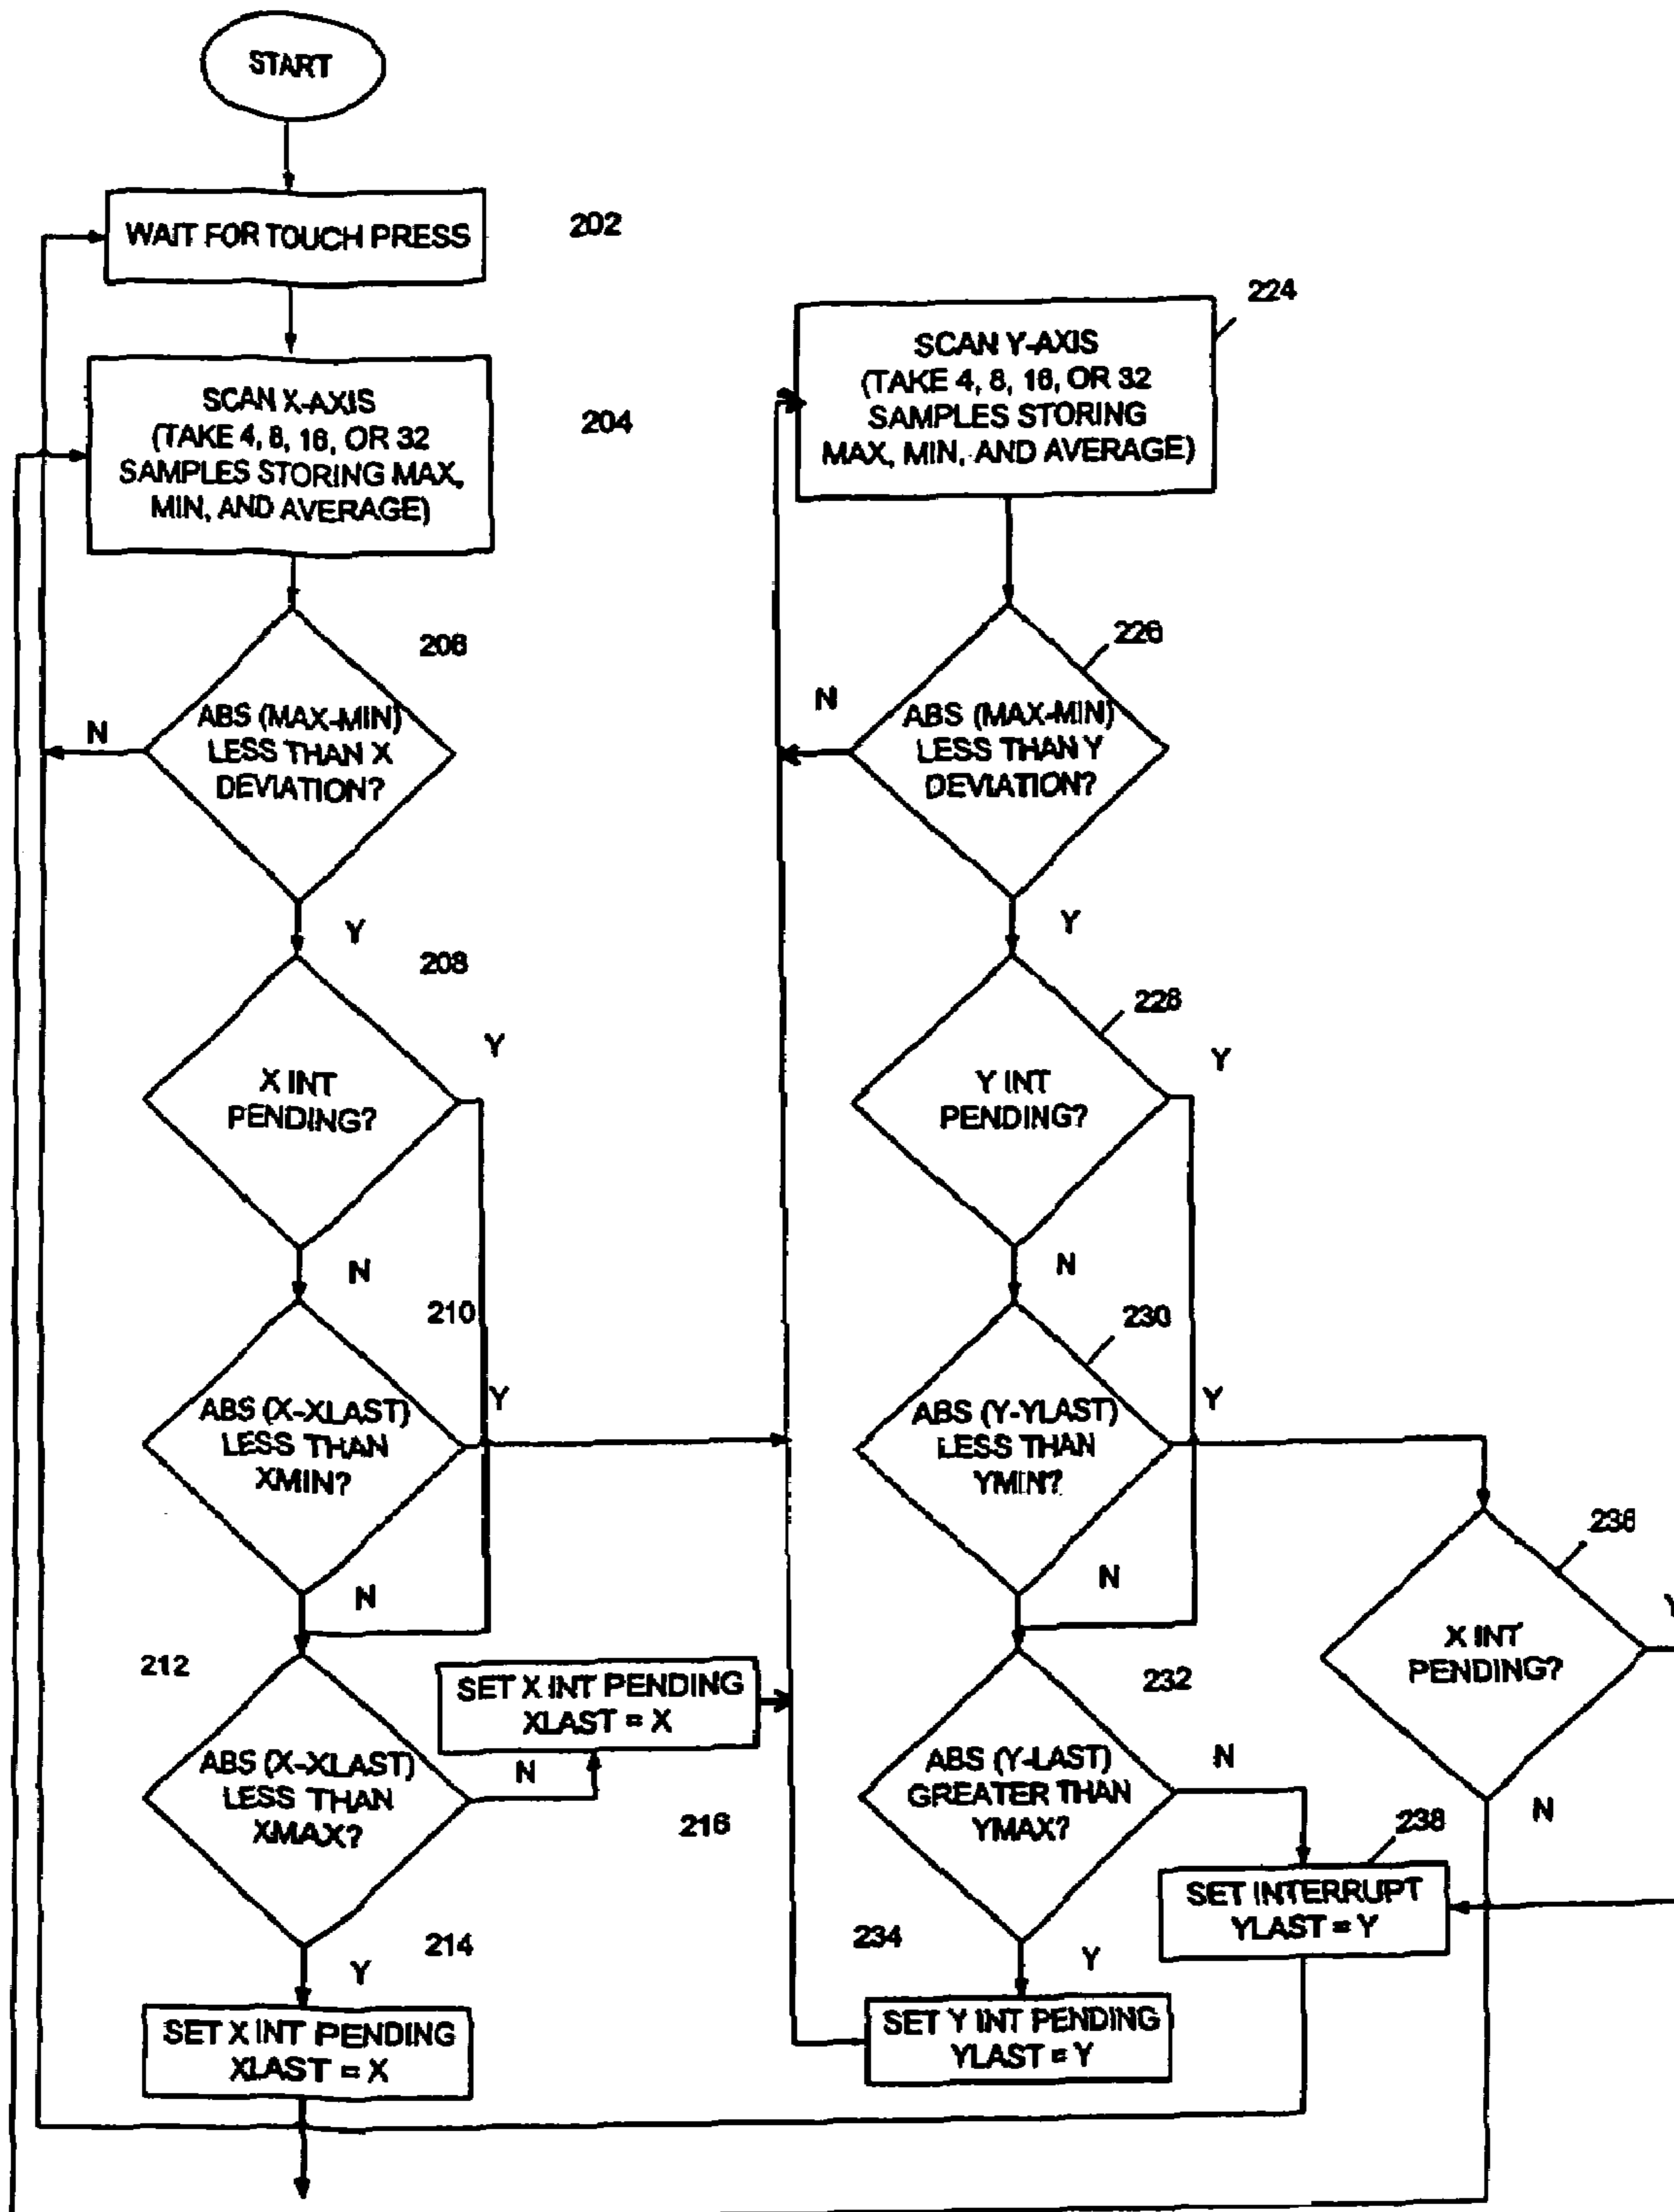 START
WAIT FOR TOUCH PRESS
202
SCAN X-AXIS
(TAKE 4, 8, 16, OR 32
SAMPLES STORING MAX,
MIN, AND AVERAGE)
204
206
ABS (MAX-MIN)
LESS THAN X
DEVIATION?
N
Y
208
X INT
PENDING?
Y
N
210
ABS (X-XLAST)
LESS THAN
XMIN?
Y
N
212
ABS (X-XLAST)
LESS THAN
XMAX?
N
SET X INT PENDING
XLAST = X
216
Y
214
SET X INT PENDING
XLAST = X
224
SCAN Y-AXIS
(TAKE 4, 8, 16, OR 32
SAMPLES STORING
MAX, MIN, AND AVERAGE)
226
ABS (MAX-MIN)
LESS THAN Y
DEVIATION?
N
Y
228
Y INT
PENDING?
Y
N
230
ABS (Y-YLAST)
LESS THAN
YMIN?
Y
N
232
ABS (Y-LAST)
GREATER THAN
YMAX?
N
Y
234
SET Y INT PENDING
YLAST = Y
236
X INT
PENDING?
Y
N
238
SET INTERRUPT
YLAST = Y